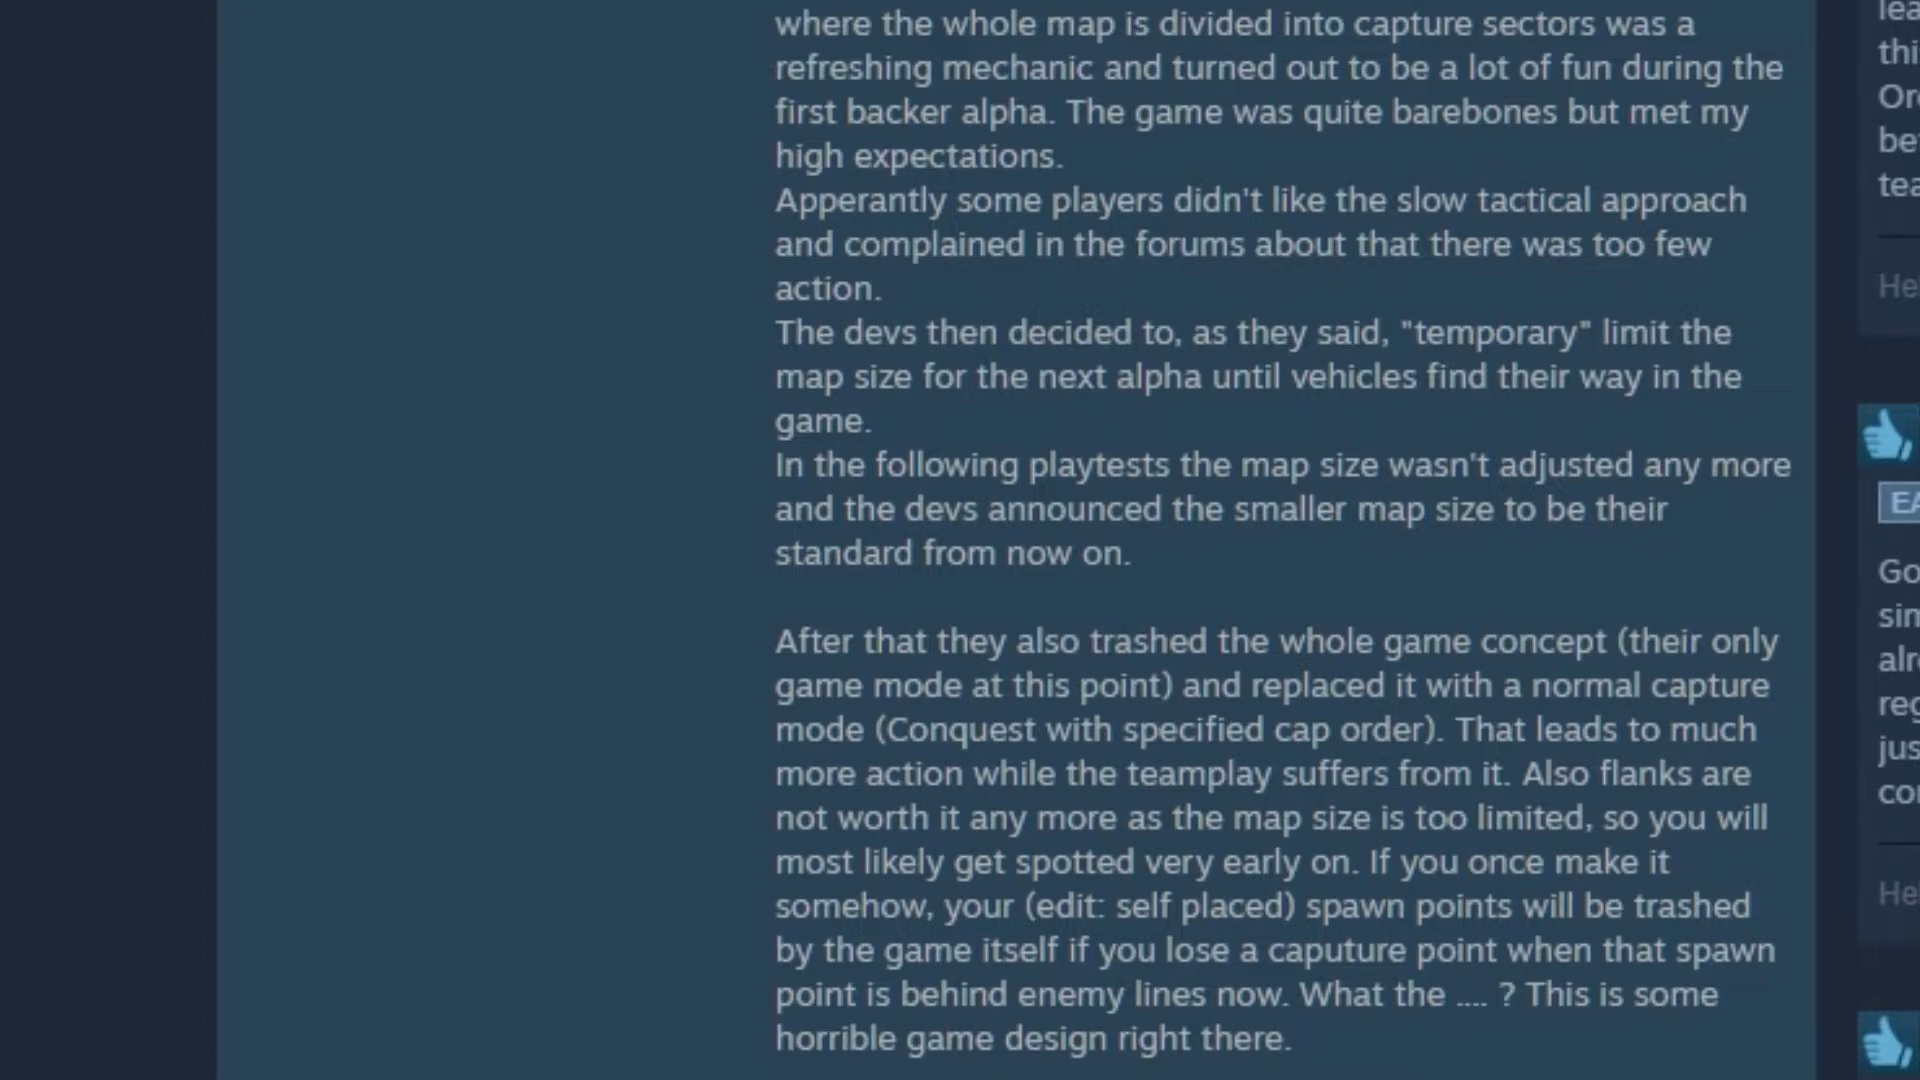 where the whole map is divided into capture sectors was a
refreshing mechanic and turned out to be a lot of fun during the
first backer alpha. The game was quite barebones but met my
high expectations.
Apperantly some players didn't like the slow tactical approach
and complained in the forums about that there was too few
action.
The devs then decided to, as they said, "temporary" limit the
map size for the next alpha until vehicles find their way in the
game.
In the following playtests the map size wasn't adjusted any more
and the devs announced the smaller map size to be their
standard from now on.
After that they also trashed the whole game concept (their only
game mode at this point) and replaced it with a normal capture
mode (Conquest with specified cap order). That leads to much
more action while the teamplay suffers from it. Also flanks are
not worth it any more as the map size is too limited, so you will
most likely get spotted very early on. If you once make it
somehow, your (edit: self placed) spawn points will be trashed
by the game itself if you lose a caputure point when that spawn
point is behind enemy lines now. What the .... ? This is some
horrible game design right there.